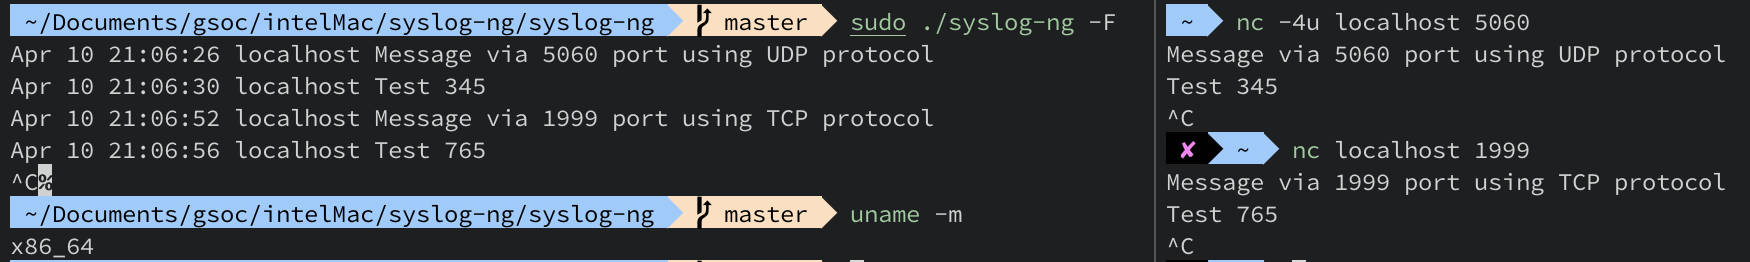 ~/Documents/gsoc/intelMac/syslog-ng/syslog-ng master sudo ./syslog-ng -F
Apr 10 21:06:26 localhost Message via 5060 port using UDP protocol
Apr 10 21:06:30 localhost Test 345
Apr 10 21:06:52 localhost Message via 1999 port using TCP protocol
Apr 10 21:06:56 localhost Test 765
^C%
~/Documents/gsoc/intelMac/syslog-ng/syslog-ng master uname -m
x86_64
~ nc -4u localhost 5060
Message via 5060 port using UDP protocol
Test 345
^C
✘ ~ nc localhost 1999
Message via 1999 port using TCP protocol
Test 765
^C